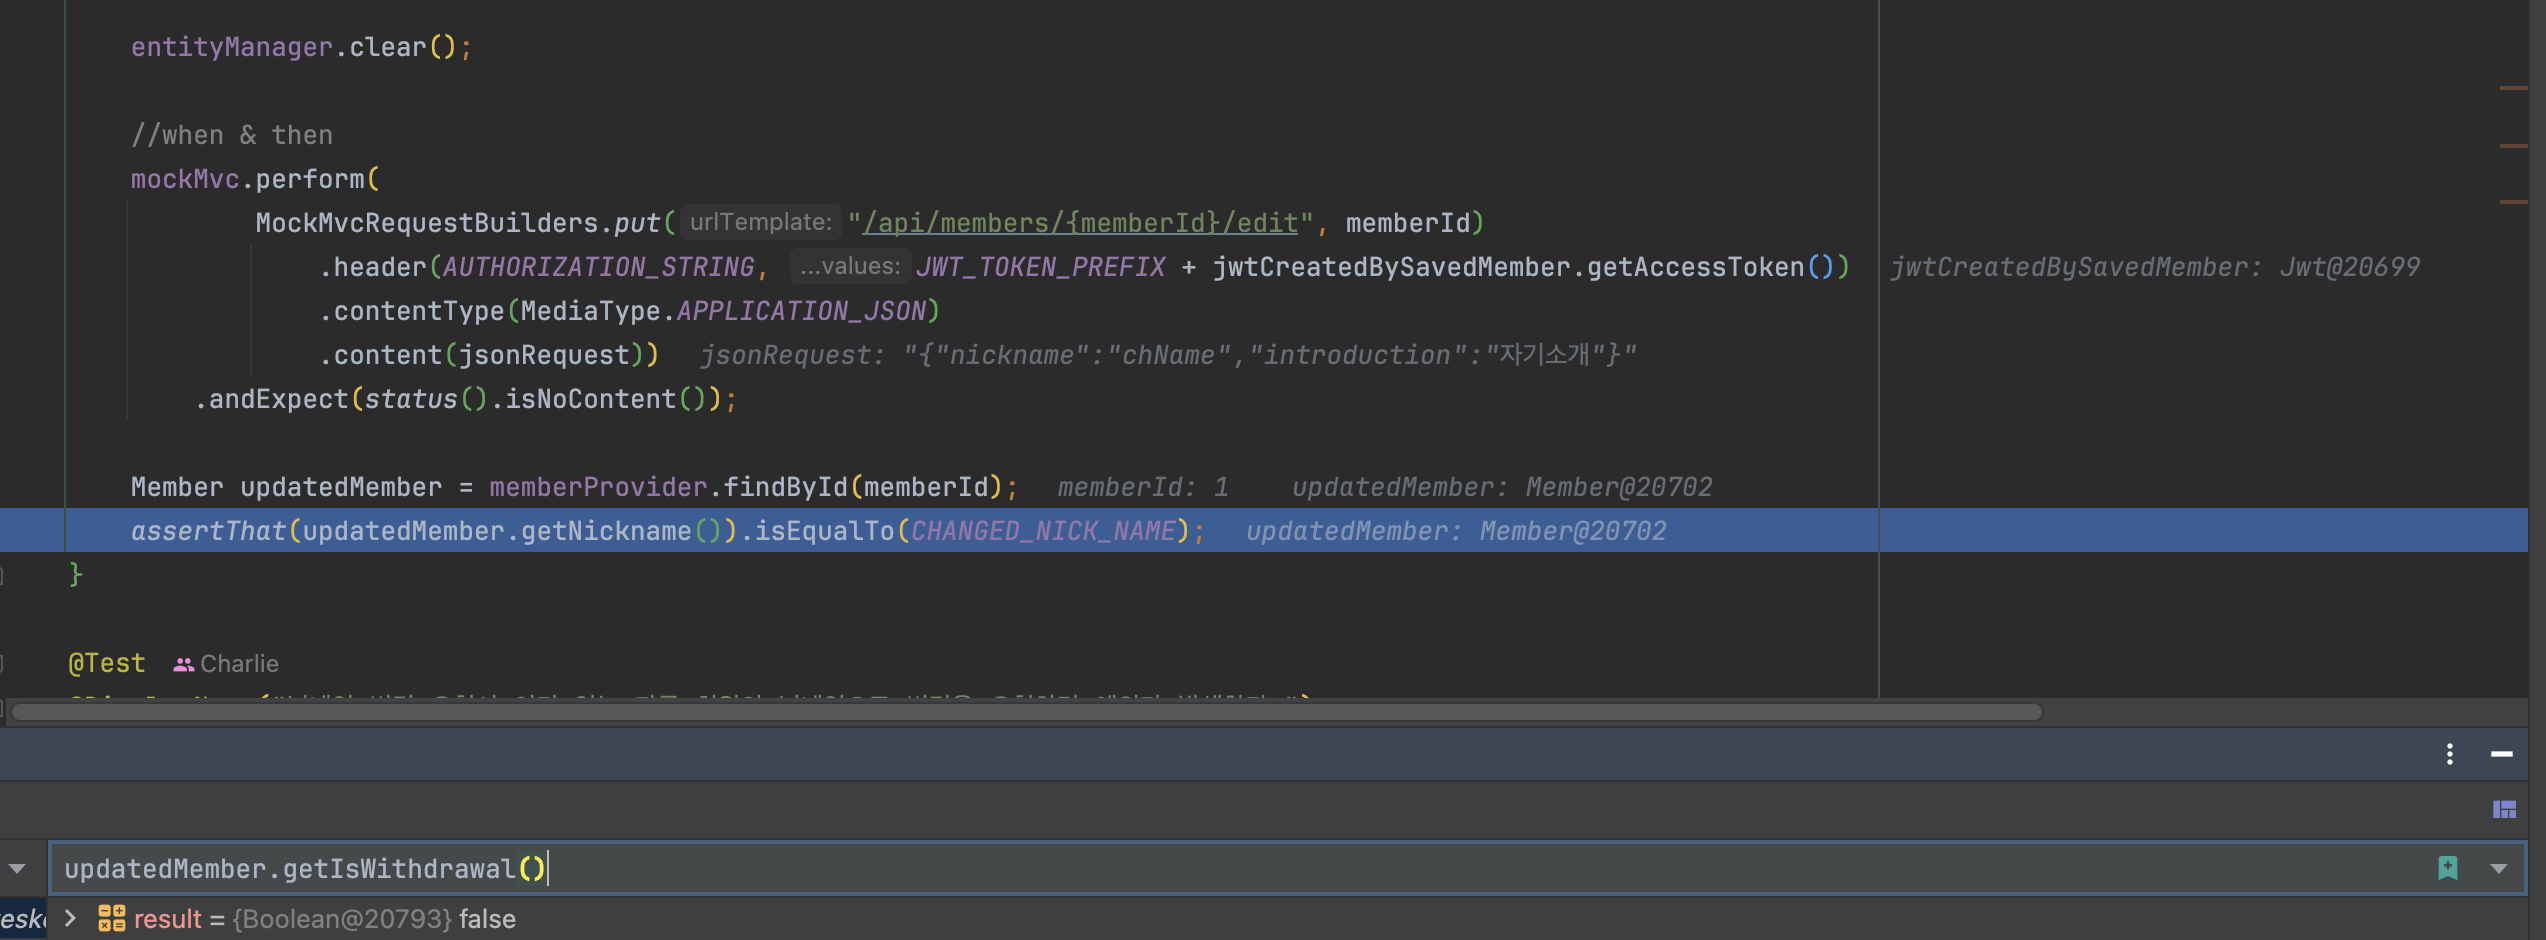 entityManager.clear();
//when & then
mockMvc.perform(
MockMvcRequestBuilders.put( urlTemplate: "/api/members/{memberId}/edit", memberId)
.header(AUTHORIZATION_STRING, ...values: JWT_TOKEN_PREFIX + jwtCreatedBySavedMember.getAccessToken()) jwtCreatedBySavedMember: Jwt@20699
.contentType(MediaType.APPLICATION_JSON)
.content(jsonRequest)) jsonRequest: "{"nickname":"chName","introduction":"자기소개"}"
.andExpect(status().isNoContent());
Member updatedMember = memberProvider.findById(memberId); memberId: 1 updatedMember: Member@20702
assertThat(updatedMember.getNickname()).isEqualTo(CHANGED_NICK_NAME); updatedMember: Member@20702
}
@Test Charlie
updatedMember.getIsWithdrawal()
result = {Boolean@20793} false